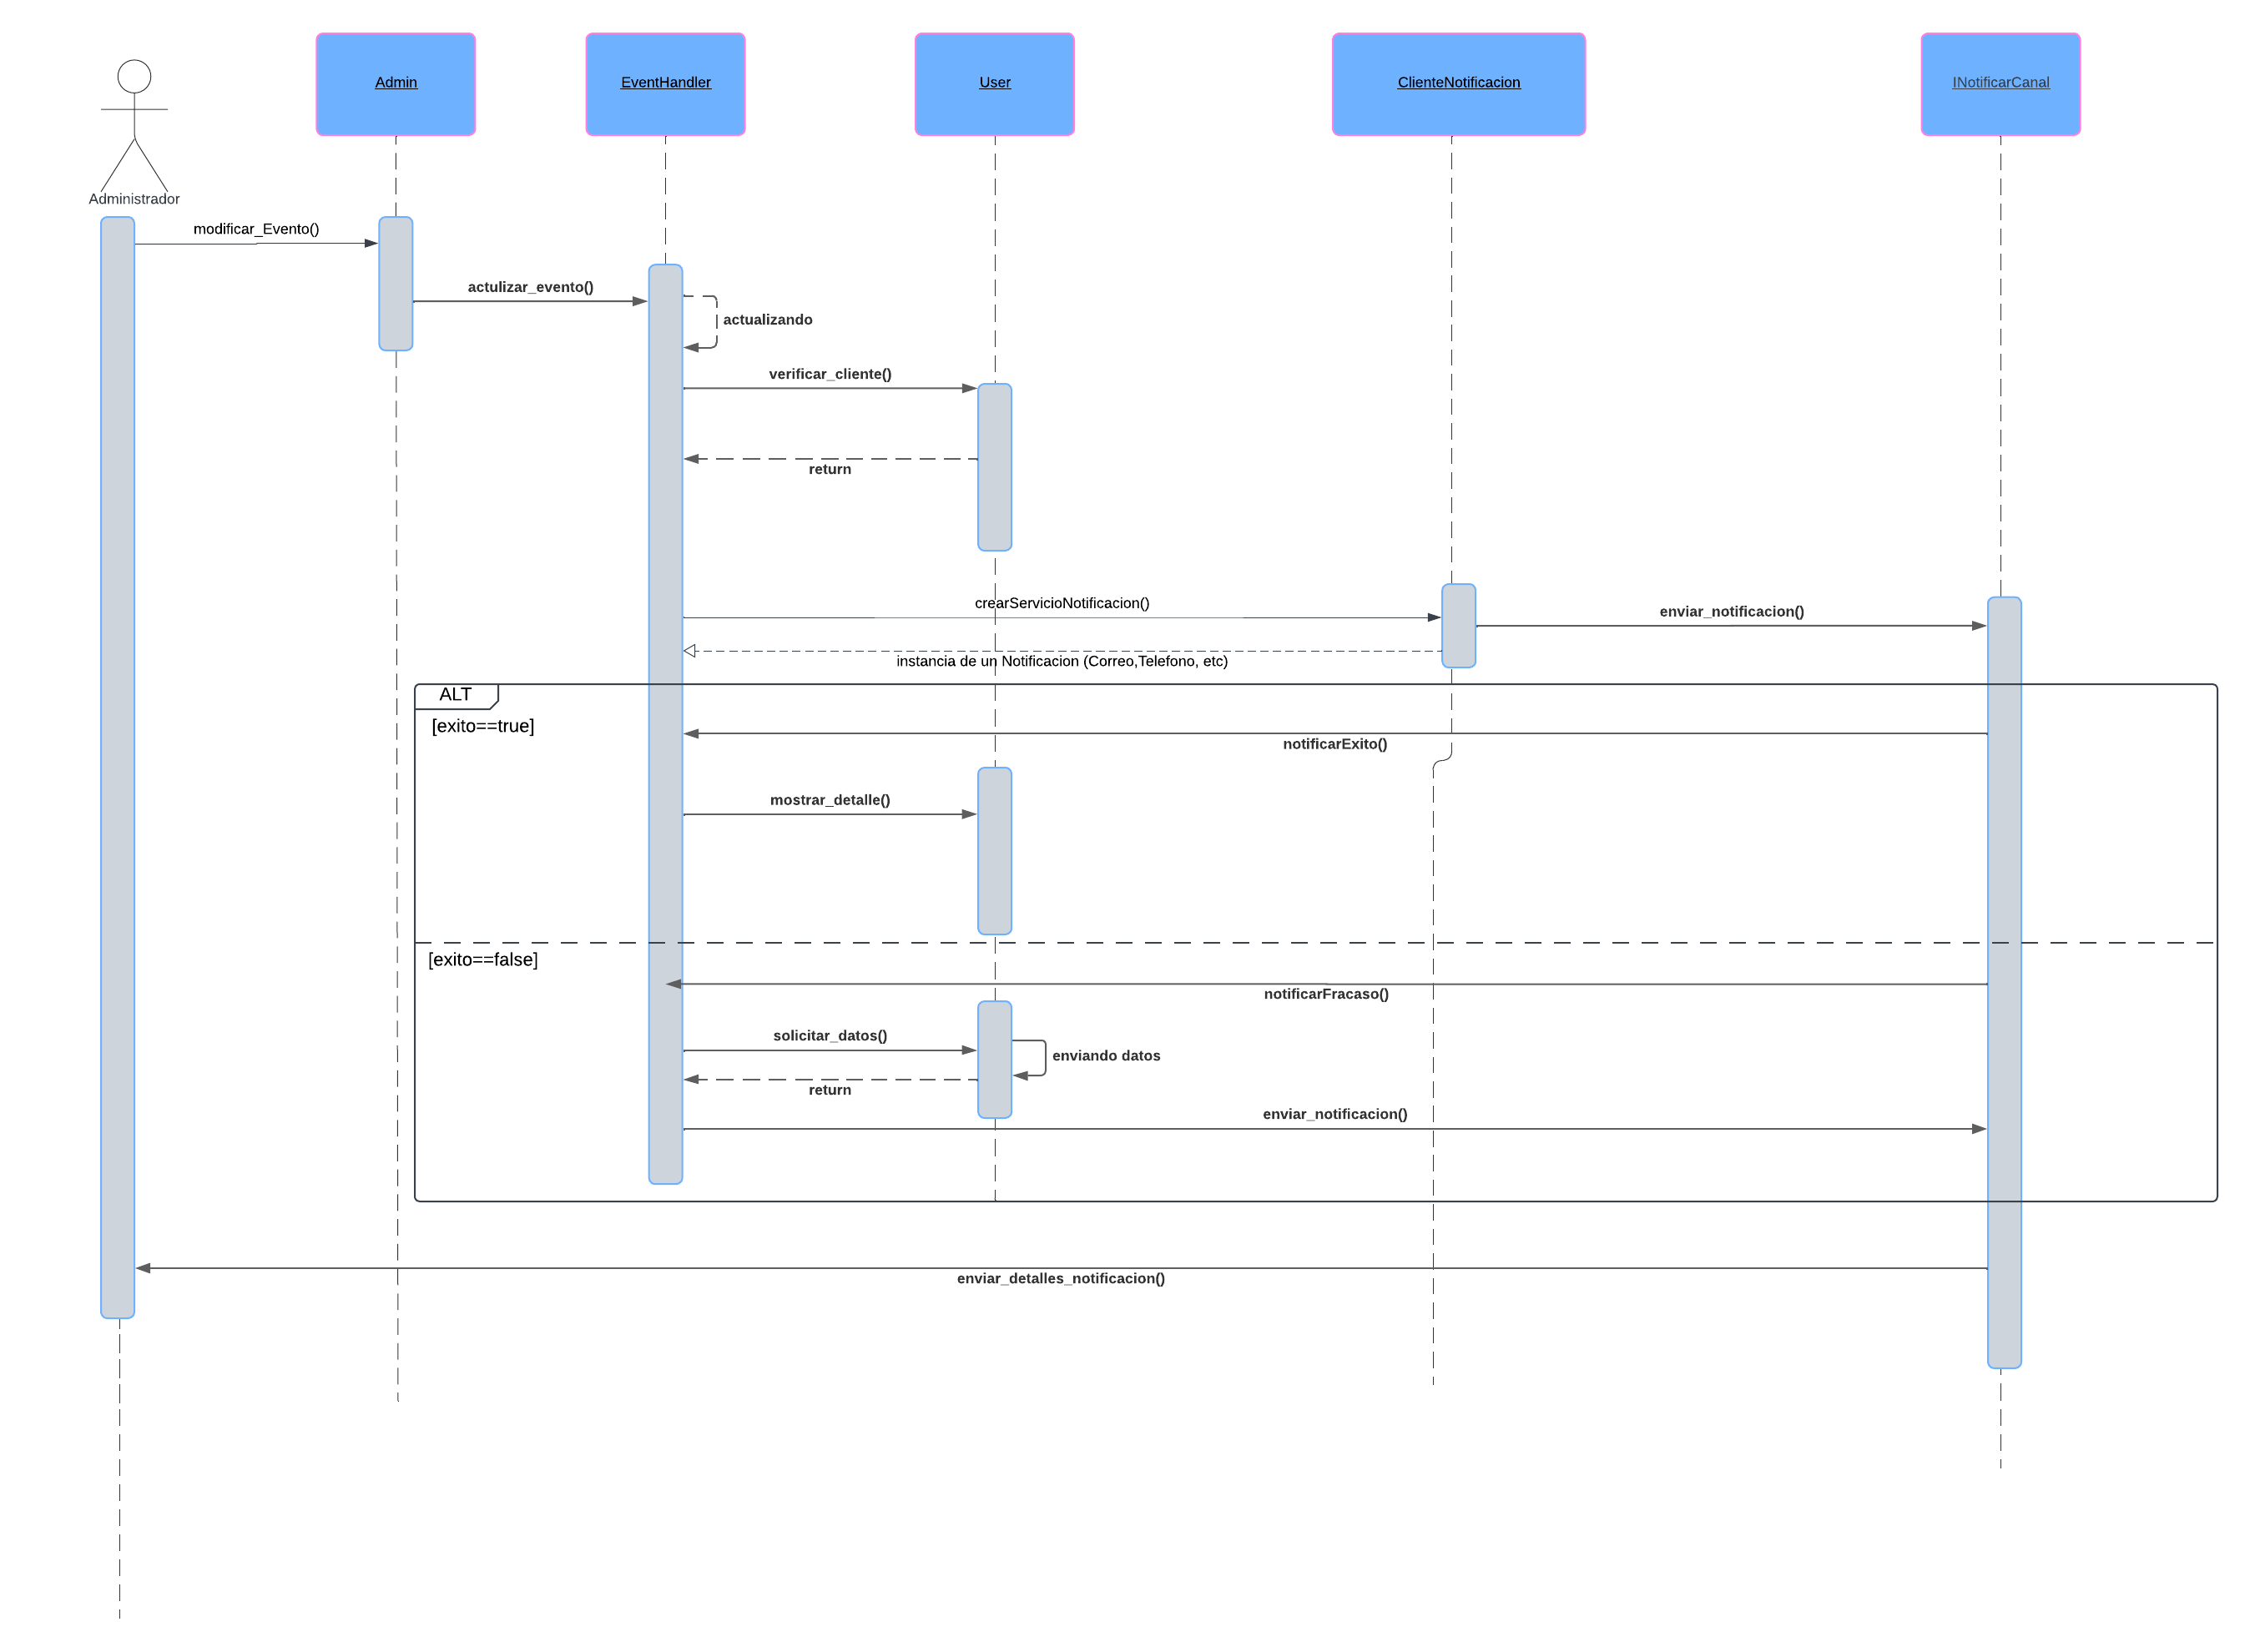 Admin
EventHandler
User
ClienteNotificacion
INotificarCanal
Administrador
modificar_Evento()
actulizar_evento()
actualizando
verificar_cliente()
return
crearServicioNotificacion()
enviar_notificacion()
instancia de un Notificacion (Correo,Telefono, etc)
ALT
[exito==true]
notificarExito()
mostrar_detalle()
[exito==false]
notificarFracaso()
solicitar_datos()
enviando datos
return
enviar_notificacion()
enviar_detalles_notificacion()